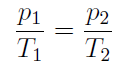 p₁/T₁ = p₂/T₂